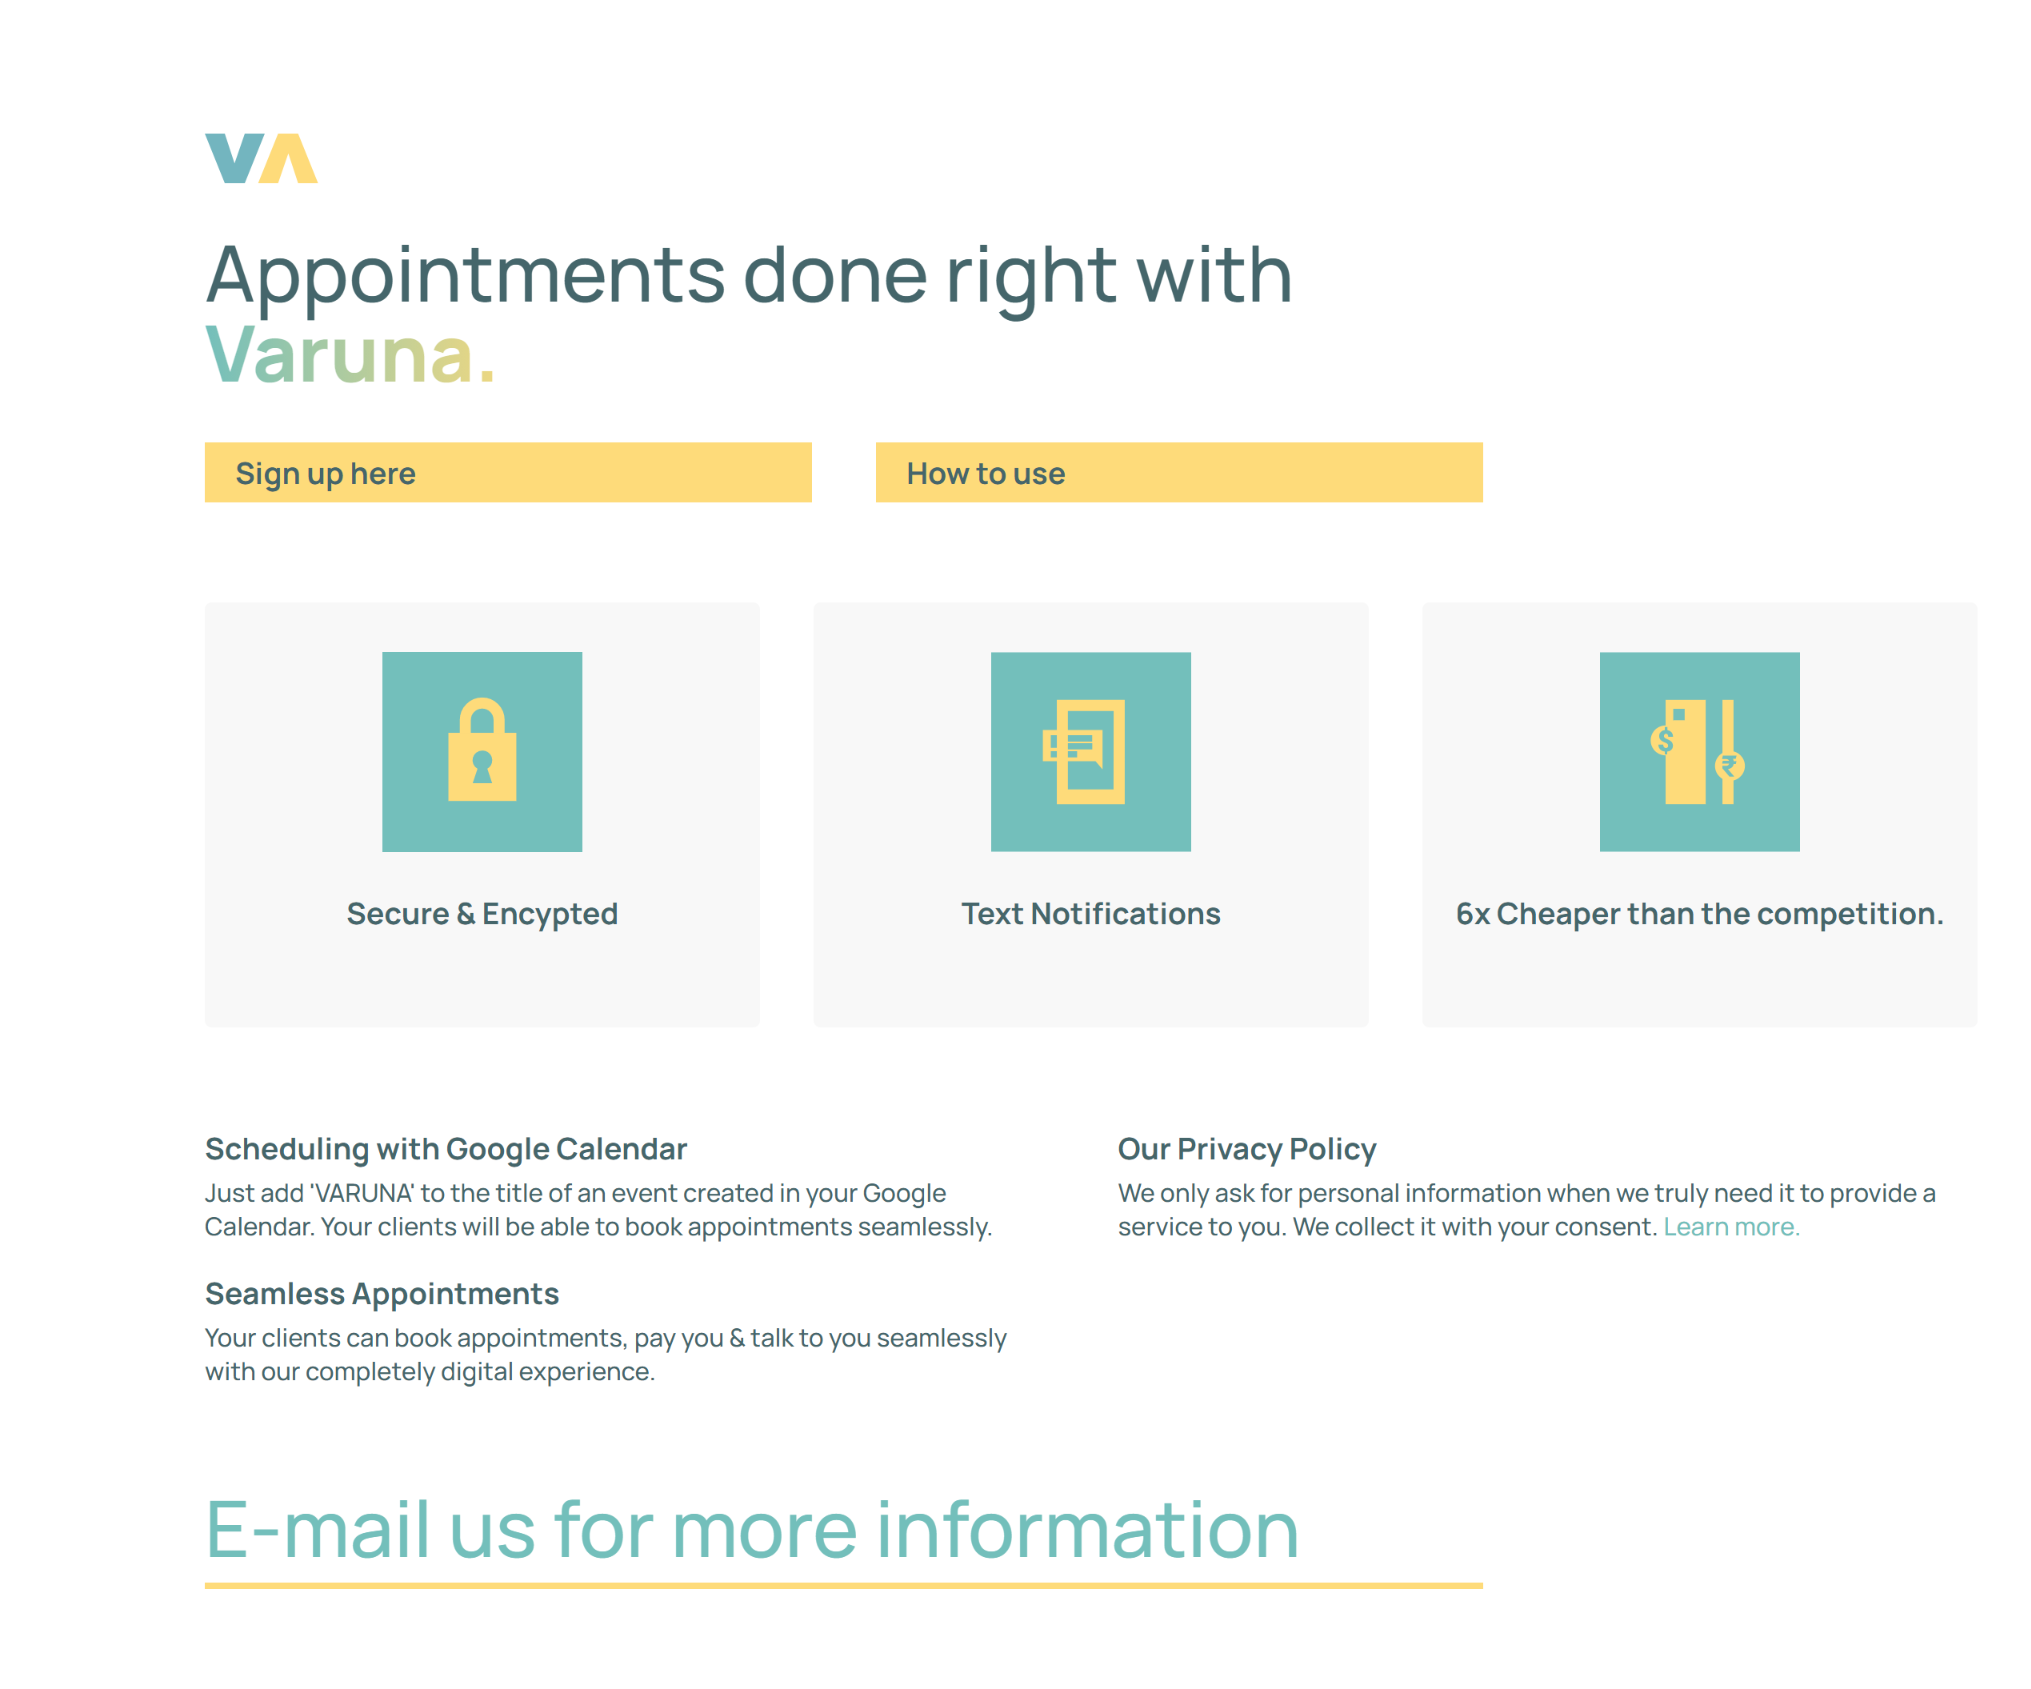 VA
Appointments done right with
Varuna.
Sign up here
How to use
$
₹
Secure & Encypted
Text Notifications
6x Cheaper than the competition.
Scheduling with Google Calendar
Just add 'VARUNA' to the title of an event created in your Google
Calendar. Your clients will be able to book appointments seamlessly.
Seamless Appointments
Your clients can book appointments, pay you & talk to you seamlessly
with our completely digital experience.
Our Privacy Policy
We only ask for personal information when we truly need it to provide a
service to you. We collect it with your consent. Learn more.
E-mail us for more information